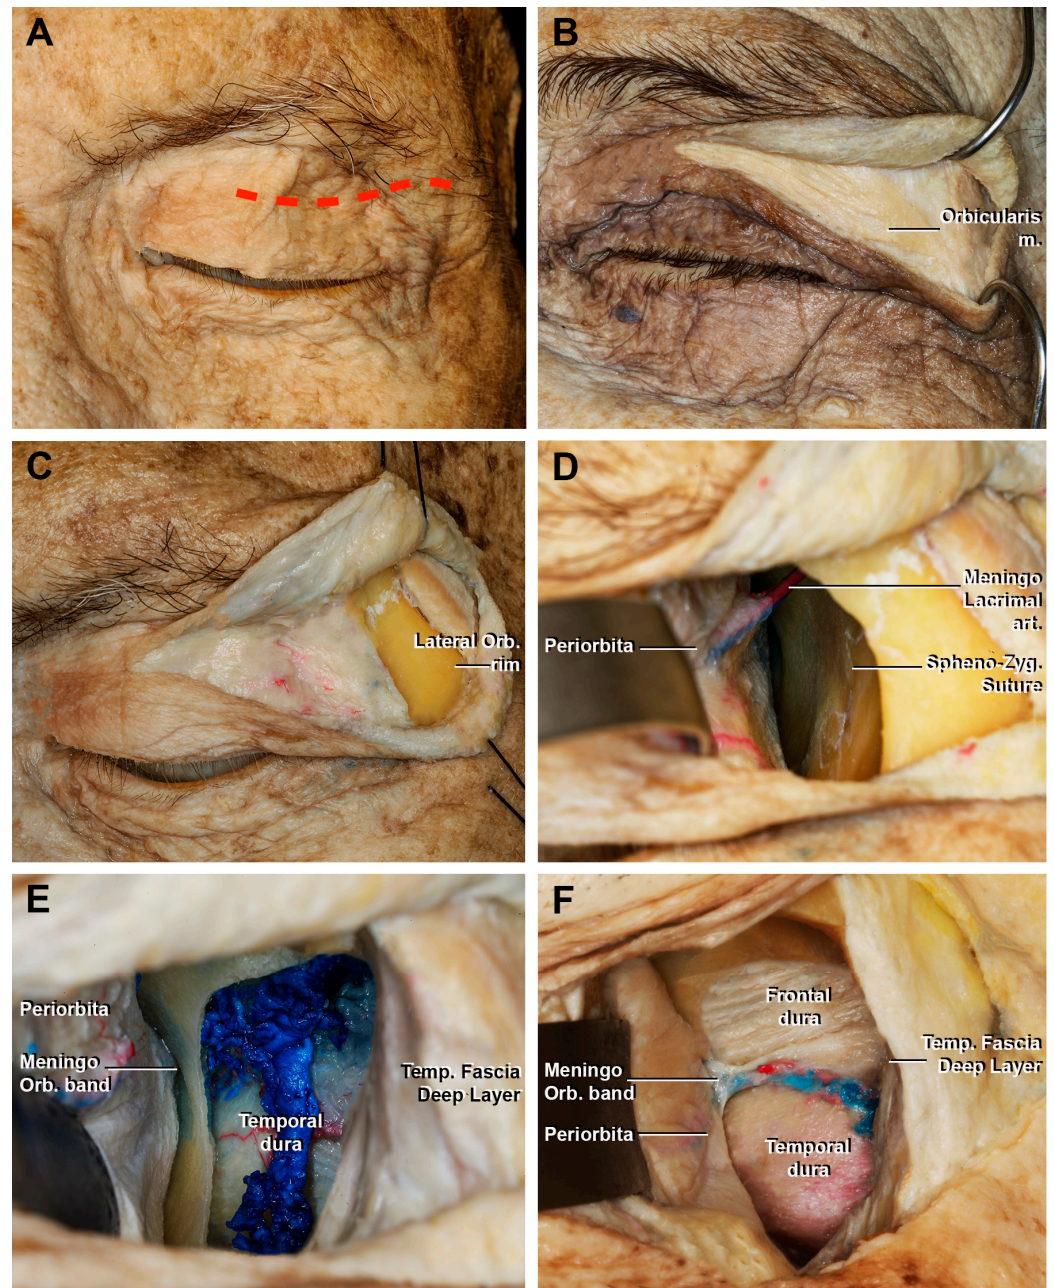 A
B
Orbicularis
m.
C
Lateral Orb.
rim
D
Meningo
Lacrimal
art.
Periorbita
Spheno-Zyg.
Suture
E
Periorbita
Meningo
Orb. band
Temp. Fascia
Deep Layer
Temporal
dura
F
Frontal
dura
Temp. Fascia
Deep Layer
Meningo
Orb. band
Periorbita
Temporal
dura